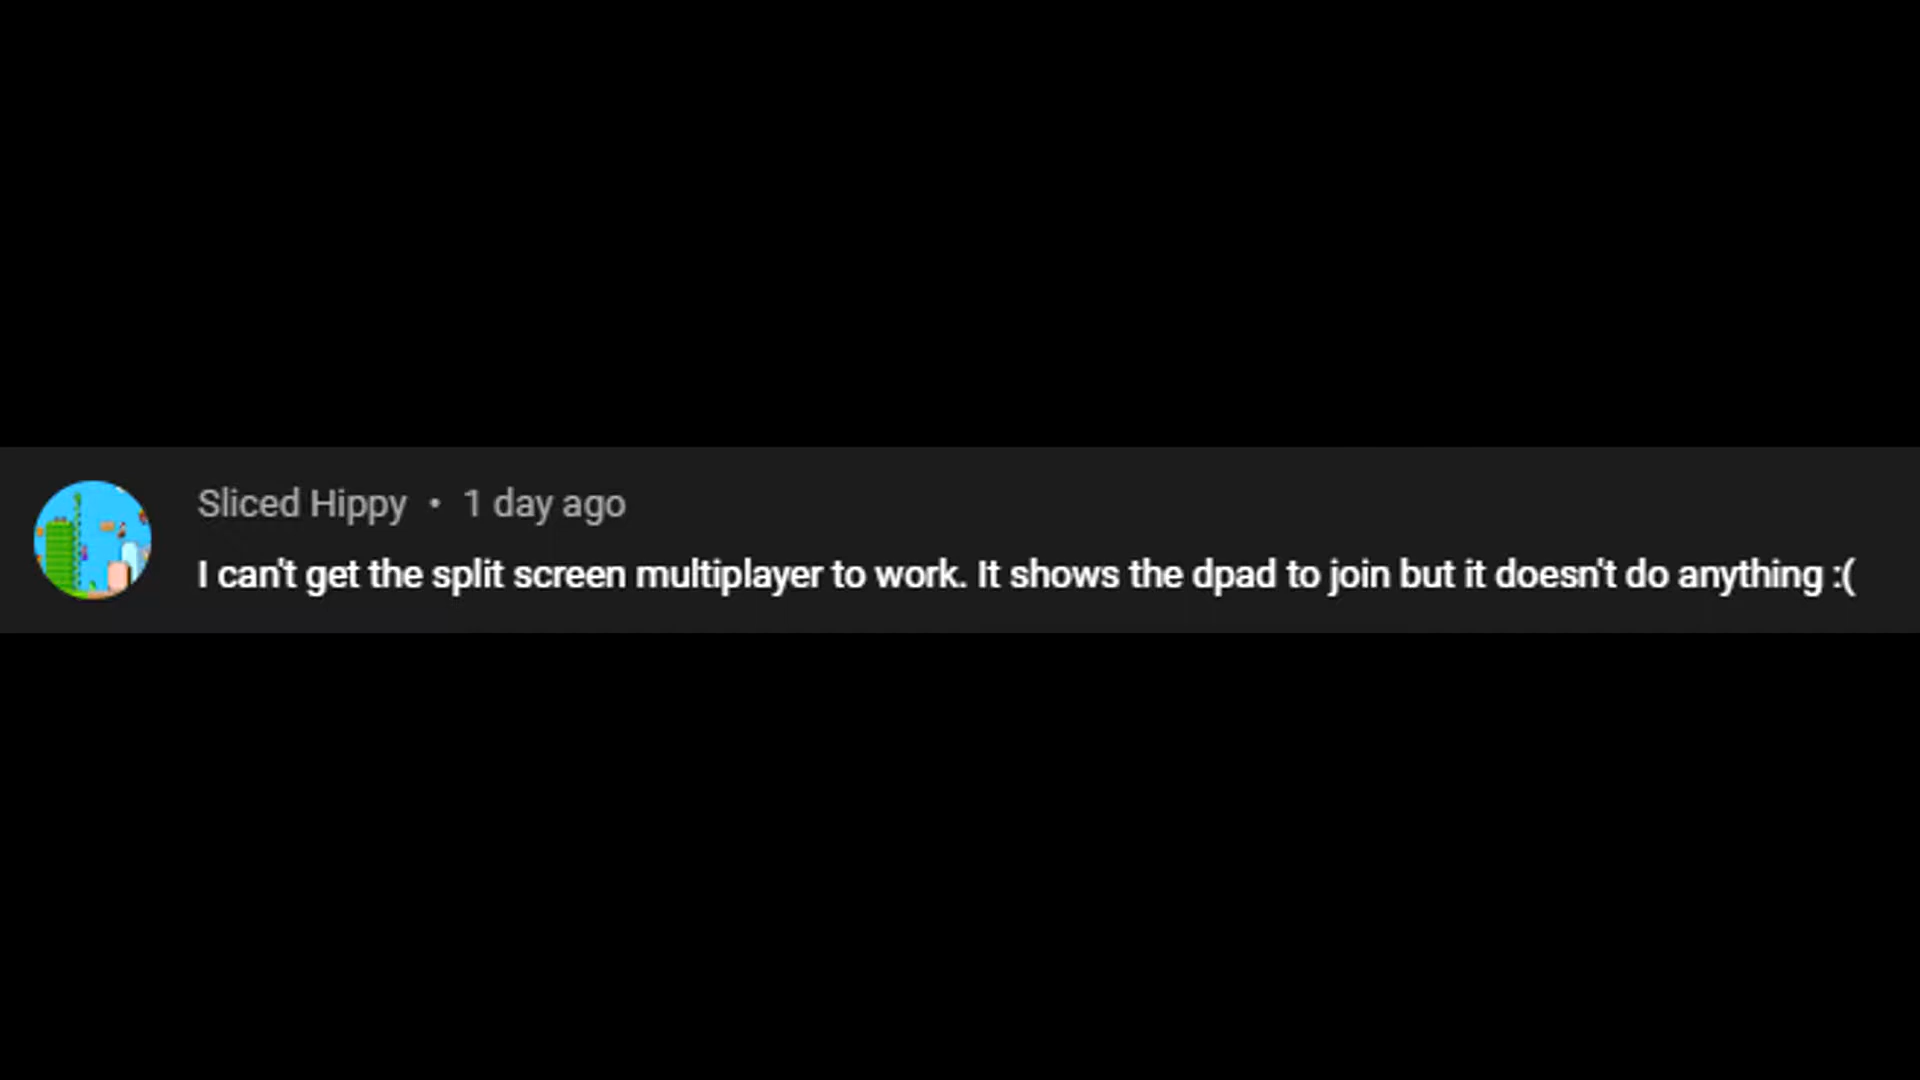 Sliced Hippy • 1 day ago
I can't get the split screen multiplayer to work. It shows the dpad to join but it doesn't do anything :(